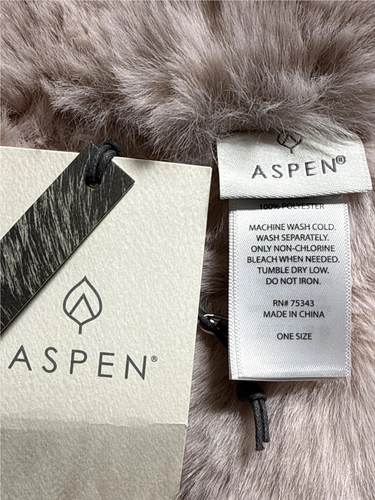 ASPEN®
100% POLYESTER
MACHINE WASH COLD.
WASH SEPARATELY.
ONLY NON-CHLORINE
BLEACH WHEN NEEDED.
TUMBLE DRY LOW.
DO NOT IRON.
RN# 75343
MADE IN CHINA
ONE SIZE
ASPEN®